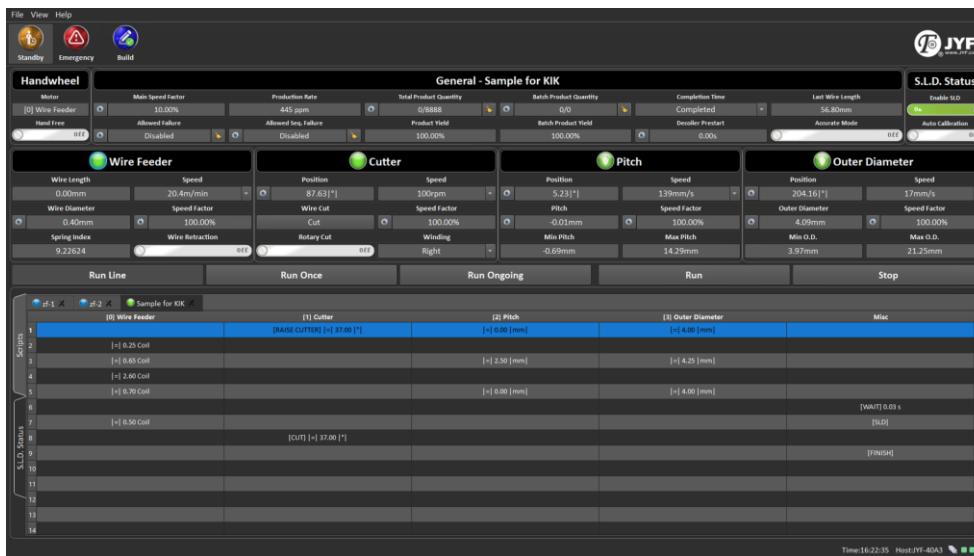 File View Help
Standby Emergency Build
JYF
Handwheel
General - Sample for KIK
S.L.D. Status
Motor Main Speed Factor Production Rate Total Product Quantity Batch Product Quantity Completion Time Last Wire Length Enable SLD
[0] Wire Feeder 10.00% 445 ppm 0/8888 0/0 Completed 56.80mm On
Hand Free Allowed Failure Allowed Seq. Failure Product Yield Batch Product Yield Decoiler Prestart Accurate Mode Auto Calibration
Off Disabled Disabled 100.00% 100.00% 0.00s Off
Wire Feeder Cutter Pitch Outer Diameter
Wire Length Speed Position Speed Position Speed Position Speed
0.00mm 20.4m/min 87.63[°] 100rpm 5.23[°] 139mm/s 204.16[°] 17mm/s
Wire Diameter Speed Factor Wire Cut Speed Factor Pitch Speed Factor Outer Diameter Speed Factor
0.40mm 100.00% Cut 100.00% -0.01mm 100.00% 4.09mm 100.00%
Spring Index Wire Retraction Rotary Cut Winding Min Pitch Max Pitch Min O.D. Max O.D.
9.22624 Off Off Right -0.69mm 14.29mm 3.97mm 21.25mm
Run Line Run Once Run Ongoing Run Stop
zf-1 zf-2 Sample for KIK
Scripts
S.L.D. Status
[0] Wire Feeder [1] Cutter [2] Pitch [3] Outer Diameter Misc
1 [RAISE CUTTER] [=] 37.00 [°] [=] 0.00 [mm] [=] 4.00 [mm]
2 [=] 0.25 Coil
3 [=] 0.65 Coil [=] 2.50 [mm] [=] 4.25 [mm]
4 [=] 2.60 Coil
5 [=] 0.70 Coil [=] 0.00 [mm] [=] 4.00 [mm]
6 [WAIT] 0.03 s
7 [=] 0.50 Coil [SLD]
8 [CUT] [=] 37.00 [°]
9 [FINISH]
10
11
12
13
14
Time:16:22:35 Host:JYF-40A3